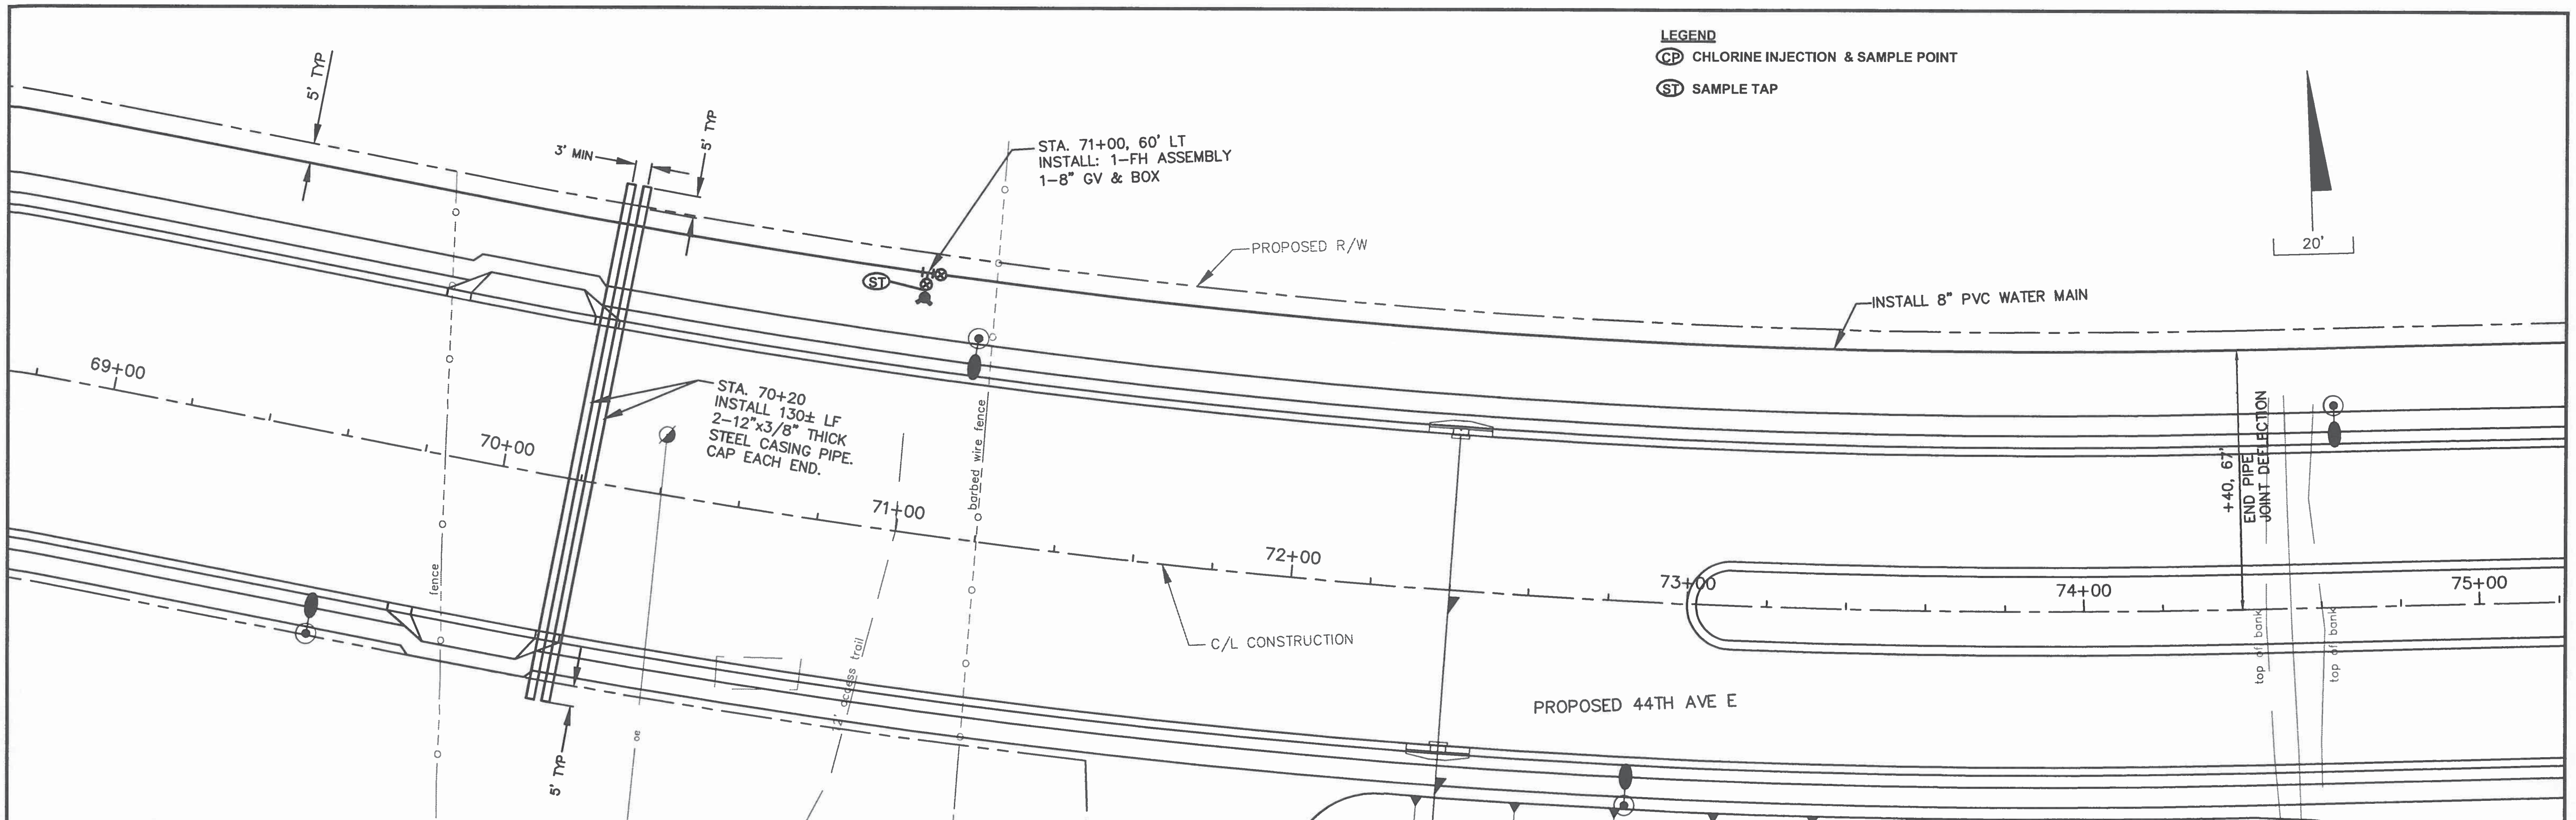 LEGEND
CP CHLORINE INJECTION & SAMPLE POINT
ST SAMPLE TAP
5' TYP
3' MIN
5' TYP
STA. 71+00, 60' LT
INSTALL: 1-FH ASSEMBLY
1-8" GV & BOX
PROPOSED R/W
20'
ST
INSTALL 8" PVC WATER MAIN
69+00
70+00
STA. 70+20
INSTALL 130± LF
2-12"x3/8" THICK
STEEL CASING PIPE.
CAP EACH END.
barbed wire fence
71+00
72+00
73+00
74+00
75+00
+40, 67'
END PIPE
JOINT DEFLECTION
fence
C/L CONSTRUCTION
access trail
top of bank
top of bank
PROPOSED 44TH AVE E
oe
5' TYP